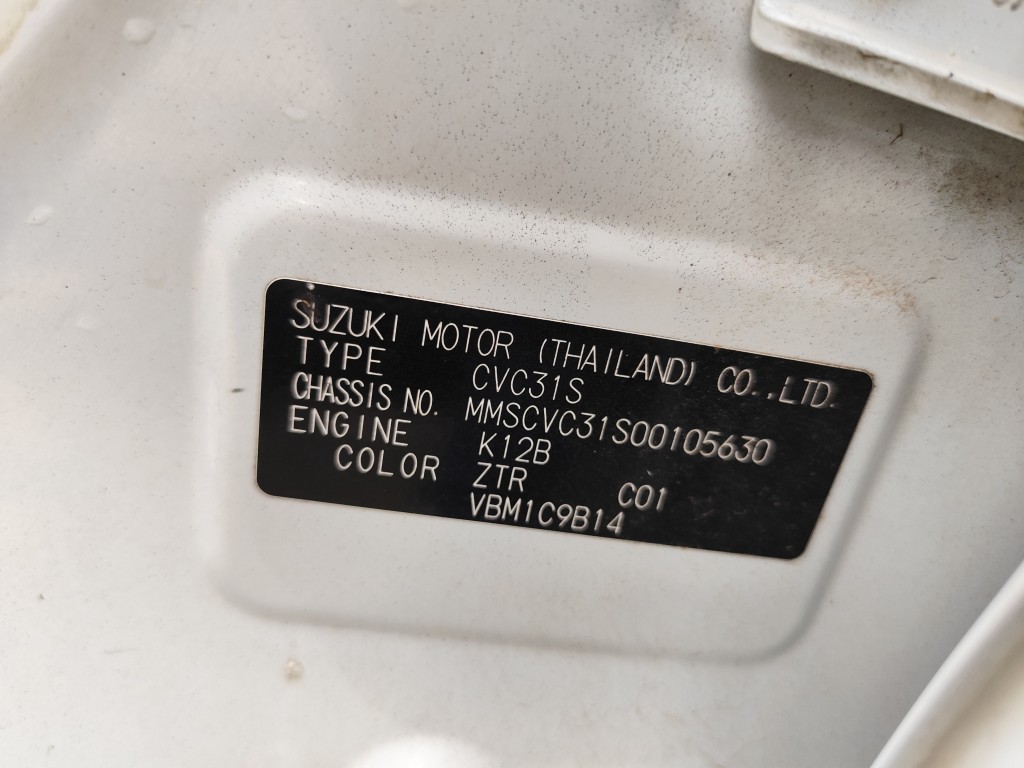 SUZUKI MOTOR (THAILAND) CO.,LTD.
TYPE CVC31S
CHASSIS NO. MMSCVC31S00105630
ENGINE K12B
COLOR ZTR C01
VBM1C9B14